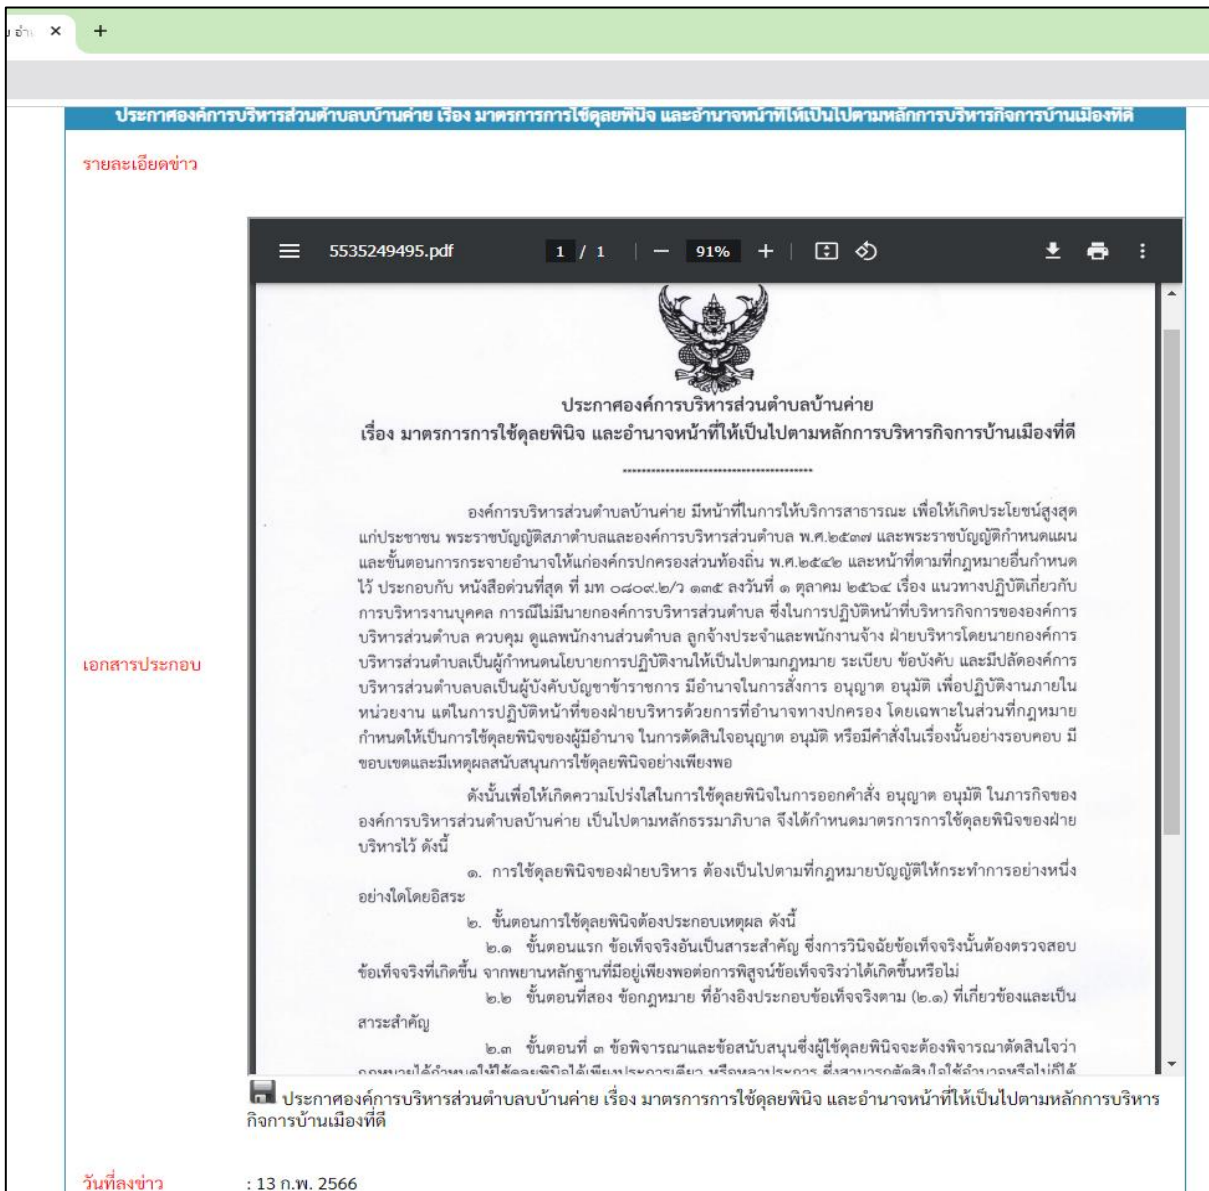 ประกาศองค์การบริหารส่วนตำบลบบ้านค่าย เรื่อง มาตรการการใช้ดุลยพินิจ และอำนาจหน้าที่ให้เป็นไปตามหลักการบริหารกิจการบ้านเมืองที่ดี
รายละเอียดข่าว
5535249495.pdf 1 / 1 91%
ประกาศองค์การบริหารส่วนตำบลบ้านค่าย
เรื่อง มาตรการการใช้ดุลยพินิจ และอำนาจหน้าที่ให้เป็นไปตามหลักการบริหารกิจการบ้านเมืองที่ดี
องค์การบริหารส่วนตำบลบ้านค่าย มีหน้าที่ในการให้บริการสาธารณะ เพื่อให้เกิดประโยชน์สูงสุด
แก่ประชาชน พระราชบัญญัติสภาตำบลและองค์การบริหารส่วนตำบล พ.ศ.๒๕๓๗ และพระราชบัญญัติกำหนดแผน
และขั้นตอนการกระจายอำนาจให้แก่องค์กรปกครองส่วนท้องถิ่น พ.ศ.๒๕๔๒ และหน้าที่ตามที่กฎหมายอื่นกำหนด
ไว้ ประกอบกับ หนังสือด่วนที่สุด ที่ มท ๐๘๐๙.๒/ว ๑๓๕ ลงวันที่ ๑ ตุลาคม ๒๕๖๔ เรื่อง แนวทางปฏิบัติเกี่ยวกับ
การบริหารงานบุคคล การณีไม่มีนายกองค์การบริหารส่วนตำบล ซึ่งในการปฏิบัติหน้าที่บริหารกิจการขององค์การ
บริหารส่วนตำบล ควบคุม ดูแลพนักงานส่วนตำบล ลูกจ้างประจำและพนักงานจ้าง ฝ่ายบริหารโดยนายกองค์การ
บริหารส่วนตำบลเป็นผู้กำหนดนโยบายการปฏิบัติงานให้เป็นไปตามกฎหมาย ระเบียบ ข้อบังคับ และมีปลัดองค์การ
เอกสารประกอบ
บริหารส่วนตำบลบลเป็นผู้บังคับบัญชาข้าราชการ มีอำนาจในการสั่งการ อนุญาต อนุมัติ เพื่อปฏิบัติงานภายใน
หน่วยงาน แต่ในการปฏิบัติหน้าที่ของฝ่ายบริหารด้วยการที่อำนาจทางปกครอง โดยเฉพาะในส่วนที่กฎหมาย
กำหนดให้เป็นการใช้ดุลยพินิจของผู้มีอำนาจ ในการตัดสินใจอนุญาต อนุมัติ หรือมีคำสั่งในเรื่องนั้นอย่างรอบคอบ มี
ขอบเขตและมีเหตุผลสนับสนุนการใช้ดุลยพินิจอย่างเพียงพอ
ดังนั้นเพื่อให้เกิดความโปร่งใสในการใช้ดุลยพินิจในการออกคำสั่ง อนุญาต อนุมัติ ในภารกิจของ
องค์การบริหารส่วนตำบลบ้านค่าย เป็นไปตามหลักธรรมาภิบาล จึงได้กำหนดมาตรการการใช้ดุลยพินิจของฝ่าย
บริหารไว้ ดังนี้
๑. การใช้ดุลยพินิจของฝ่ายบริหาร ต้องเป็นไปตามที่กฎหมายบัญญัติให้กระทำการอย่างหนึ่ง
อย่างใดโดยอิสระ
๒. ขั้นตอนการใช้ดุลยพินิจต้องประกอบเหตุผล ดังนี้
๒.๑ ขั้นตอนแรก ข้อเท็จจริงอันเป็นสาระสำคัญ ซึ่งการวินิจฉัยข้อเท็จจริงนั้นต้องตรวจสอบ
ข้อเท็จจริงที่เกิดขึ้น จากพยานหลักฐานที่มีอยู่เพียงพอต่อการพิสูจน์ข้อเท็จจริงว่าได้เกิดขึ้นหรือไม่
๒.๒ ขั้นตอนที่สอง ข้อกฎหมาย ที่อ้างอิงประกอบข้อเท็จจริงตาม (๒.๑) ที่เกี่ยวข้องและเป็น
สาระสำคัญ
๒.๓ ขั้นตอนที่ ๓ ข้อพิจารณาและข้อสนับสนุนซึ่งผู้ใช้ดุลยพินิจจะต้องพิจารณาตัดสินใจว่า
กฎหมายได้กำหนดให้ใช้ดุลยพินิจได้เพียงประการเดียว หรือหลาประการ ซึ่งสามารถตัดสินใจใช้อำนาจหรือไม่ก็ได้
ประกาศองค์การบริหารส่วนตำบลบบ้านค่าย เรื่อง มาตรการการใช้ดุลยพินิจ และอำนาจหน้าที่ให้เป็นไปตามหลักการบริหาร
กิจการบ้านเมืองที่ดี
วันที่ลงข่าว : 13 ก.พ. 2566